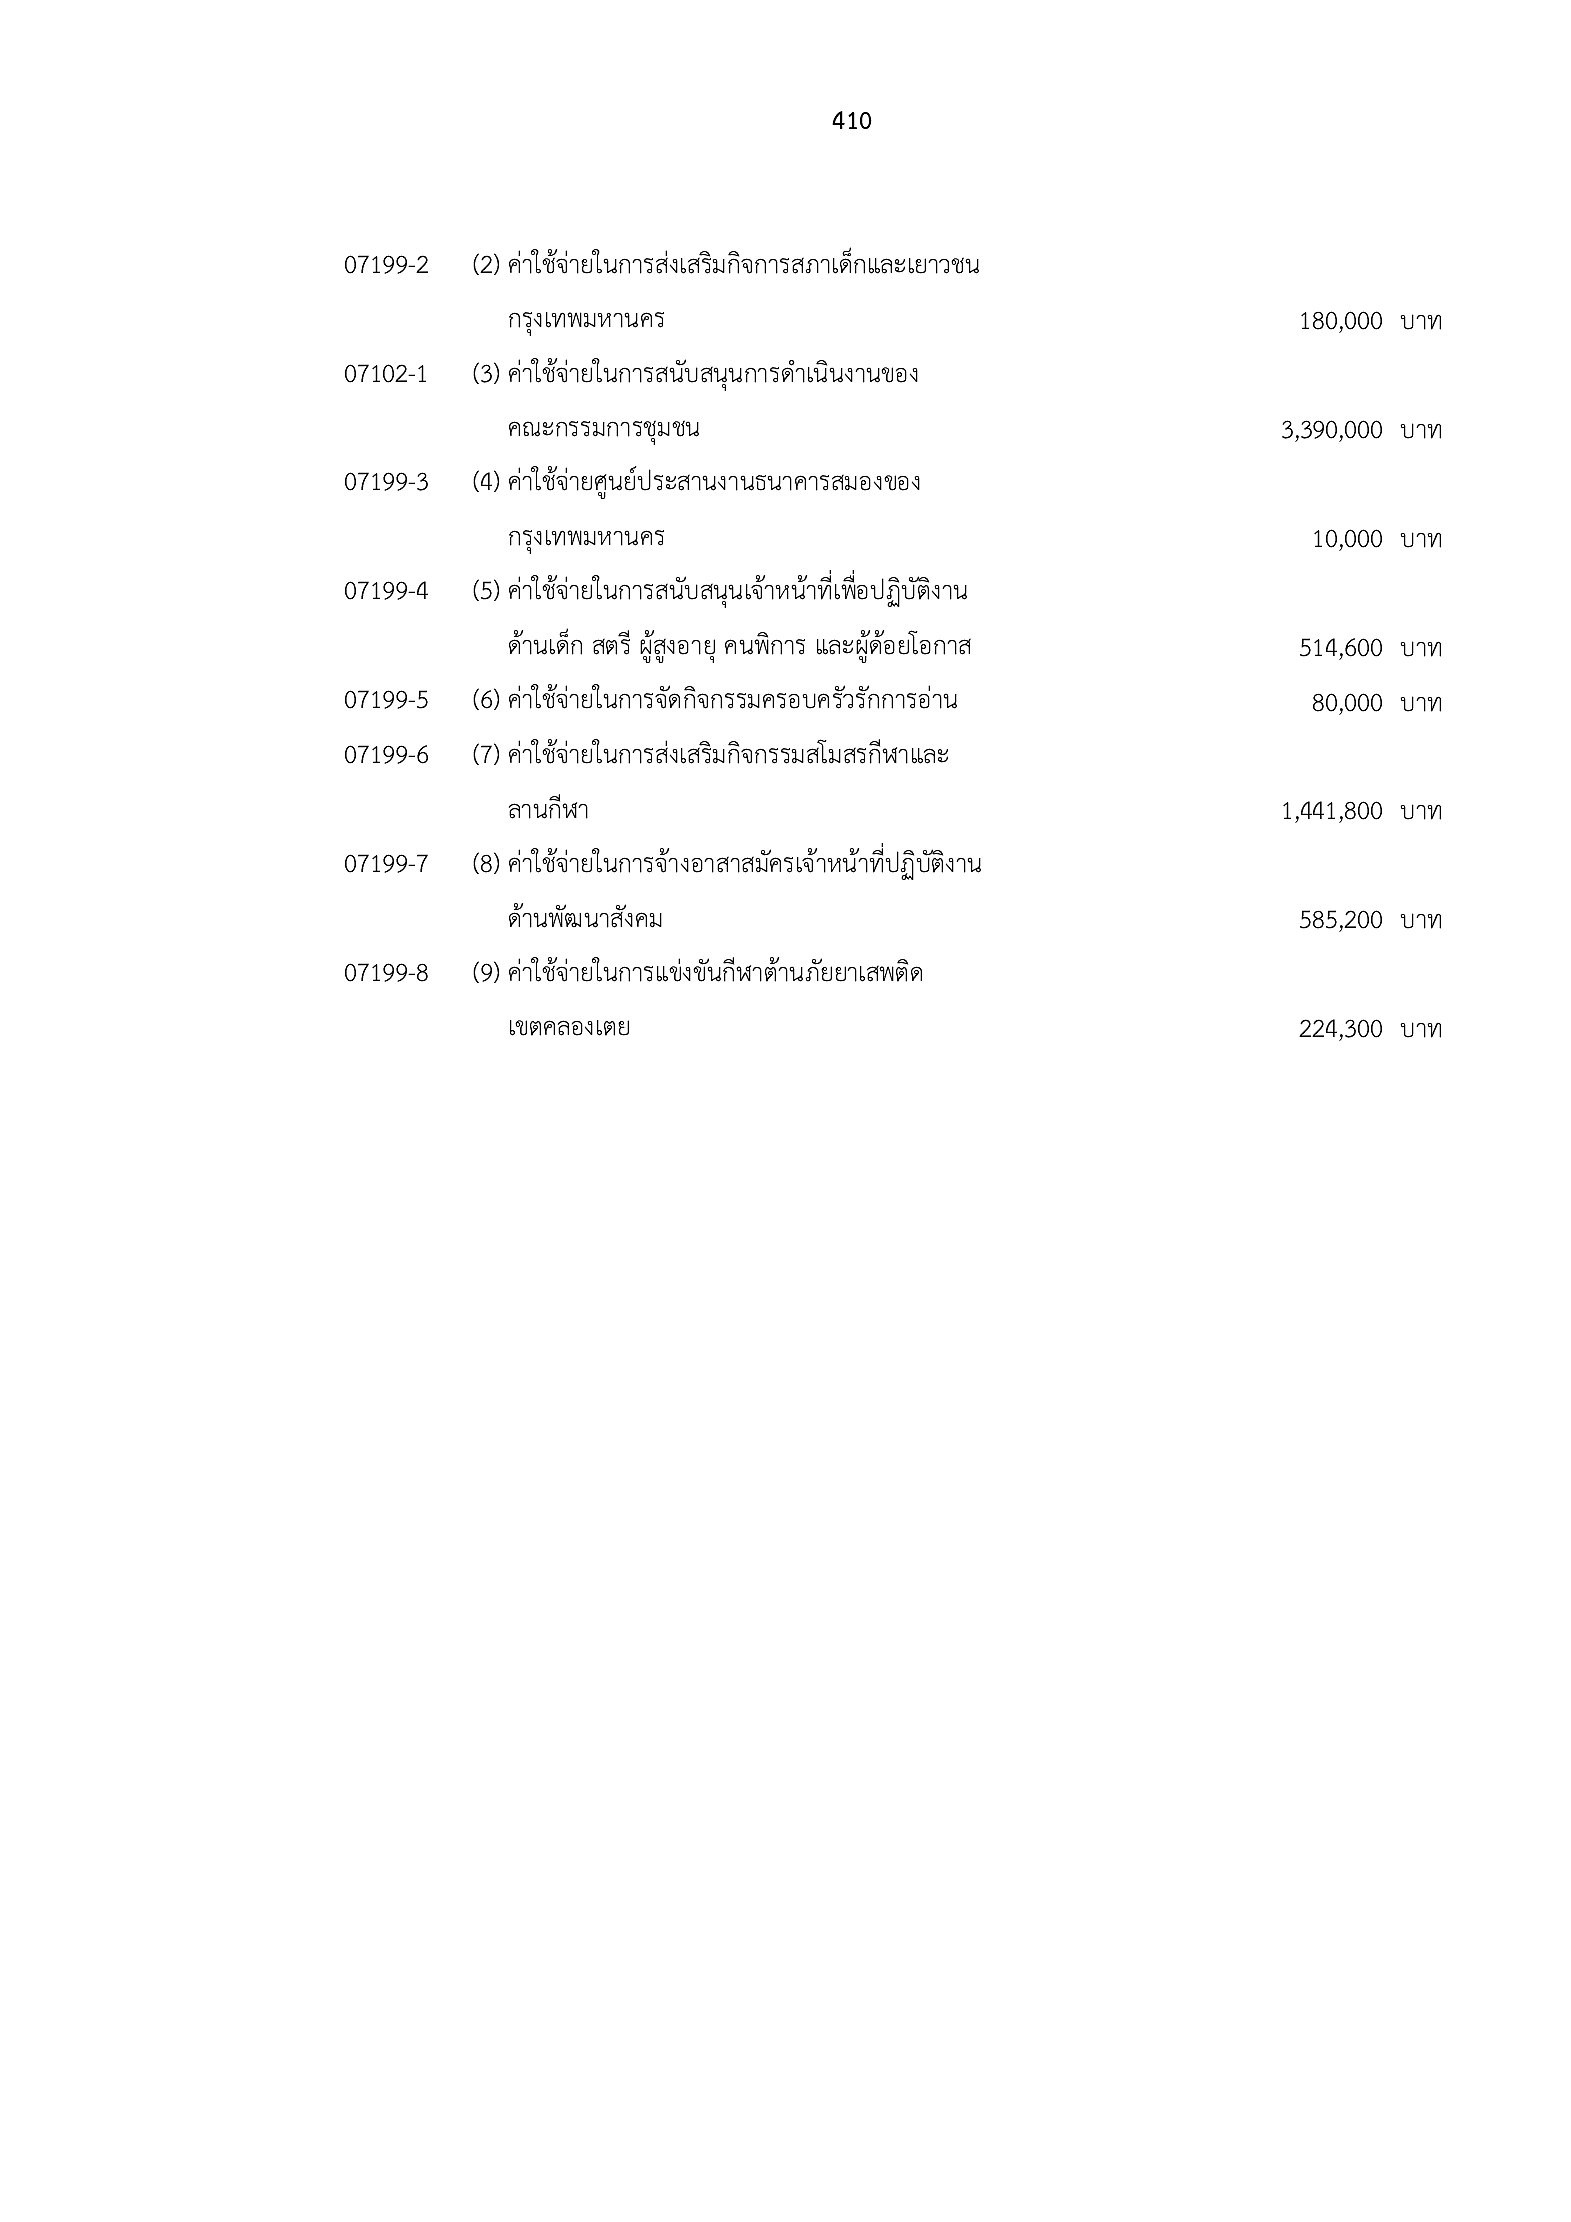 410
07199-2 (2) ค่าใช้จ่ายในการส่งเสริมกิจการสภาเด็กและเยาวชน
กรุงเทพมหานคร 180,000 บาท
07102-1 (3) ค่าใช้จ่ายในการสนับสนุนการดำเนินงานของ
คณะกรรมการชุมชน 3,390,000 บาท
07199-3 (4) ค่าใช้จ่ายศูนย์ประสานงานธนาคารสมองของ
กรุงเทพมหานคร 10,000 บาท
07199-4 (5) ค่าใช้จ่ายในการสนับสนุนเจ้าหน้าที่เพื่อปฏิบัติงาน
ด้านเด็ก สตรี ผู้สูงอายุ คนพิการ และผู้ด้อยโอกาส 514,600 บาท
07199-5 (6) ค่าใช้จ่ายในการจัดกิจกรรมครอบครัวรักการอ่าน 80,000 บาท
07199-6 (7) ค่าใช้จ่ายในการส่งเสริมกิจกรรมสโมสรกีฬาและ
ลานกีฬา 1,441,800 บาท
07199-7 (8) ค่าใช้จ่ายในการจ้างอาสาสมัครเจ้าหน้าที่ปฏิบัติงาน
ด้านพัฒนาสังคม 585,200 บาท
07199-8 (9) ค่าใช้จ่ายในการแข่งขันกีฬาต้านภัยยาเสพติด
เขตคลองเตย 224,300 บาท